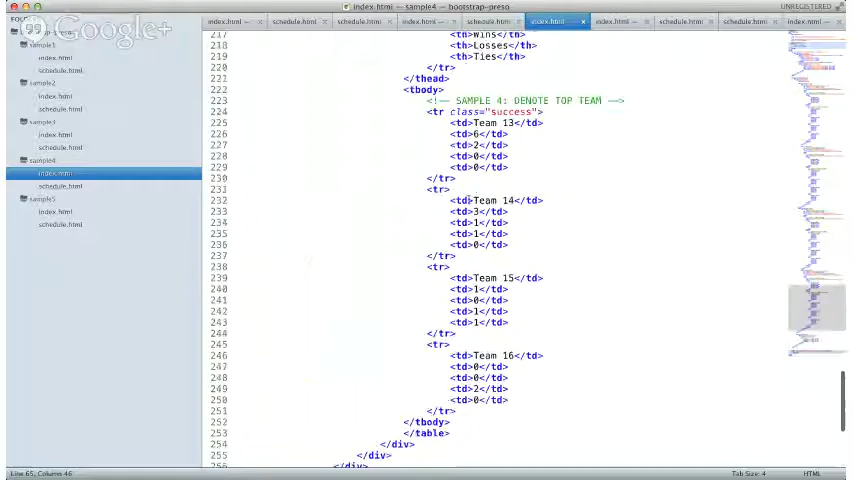 index.html — sample4 — bootstrap-preso
UNREGISTERED
Google+
index.html — × schedule.html × schedule.html × index.html — × schedule.html × index.html — × index.html — × schedule.html × schedule.html × index.html —
sample1
index.html
schedule.html
sample2
index.html
schedule.html
sample3
index.html
schedule.html
sample4
index.html
schedule.html
sample5
index.html
schedule.html
217 <th>Wins</th>
218 <th>Losses</th>
219 <th>Ties</th>
220 </tr>
221 </thead>
222 <tbody>
223 <!-- SAMPLE 4: DENOTE TOP TEAM -->
224 <tr class="success">
225 <td>Team 13</td>
226 <td>6</td>
227 <td>2</td>
228 <td>0</td>
229 <td>0</td>
230 </tr>
231 <tr>
232 <td>Team 14</td>
233 <td>3</td>
234 <td>1</td>
235 <td>1</td>
236 <td>0</td>
237 </tr>
238 <tr>
239 <td>Team 15</td>
240 <td>1</td>
241 <td>0</td>
242 <td>1</td>
243 <td>1</td>
244 </tr>
245 <tr>
246 <td>Team 16</td>
247 <td>0</td>
248 <td>0</td>
249 <td>2</td>
250 <td>0</td>
251 </tr>
252 </tbody>
253 </table>
254 </div>
255 </div>
256 </div>
Line 65, Column 46
Tab Size: 4
HTML